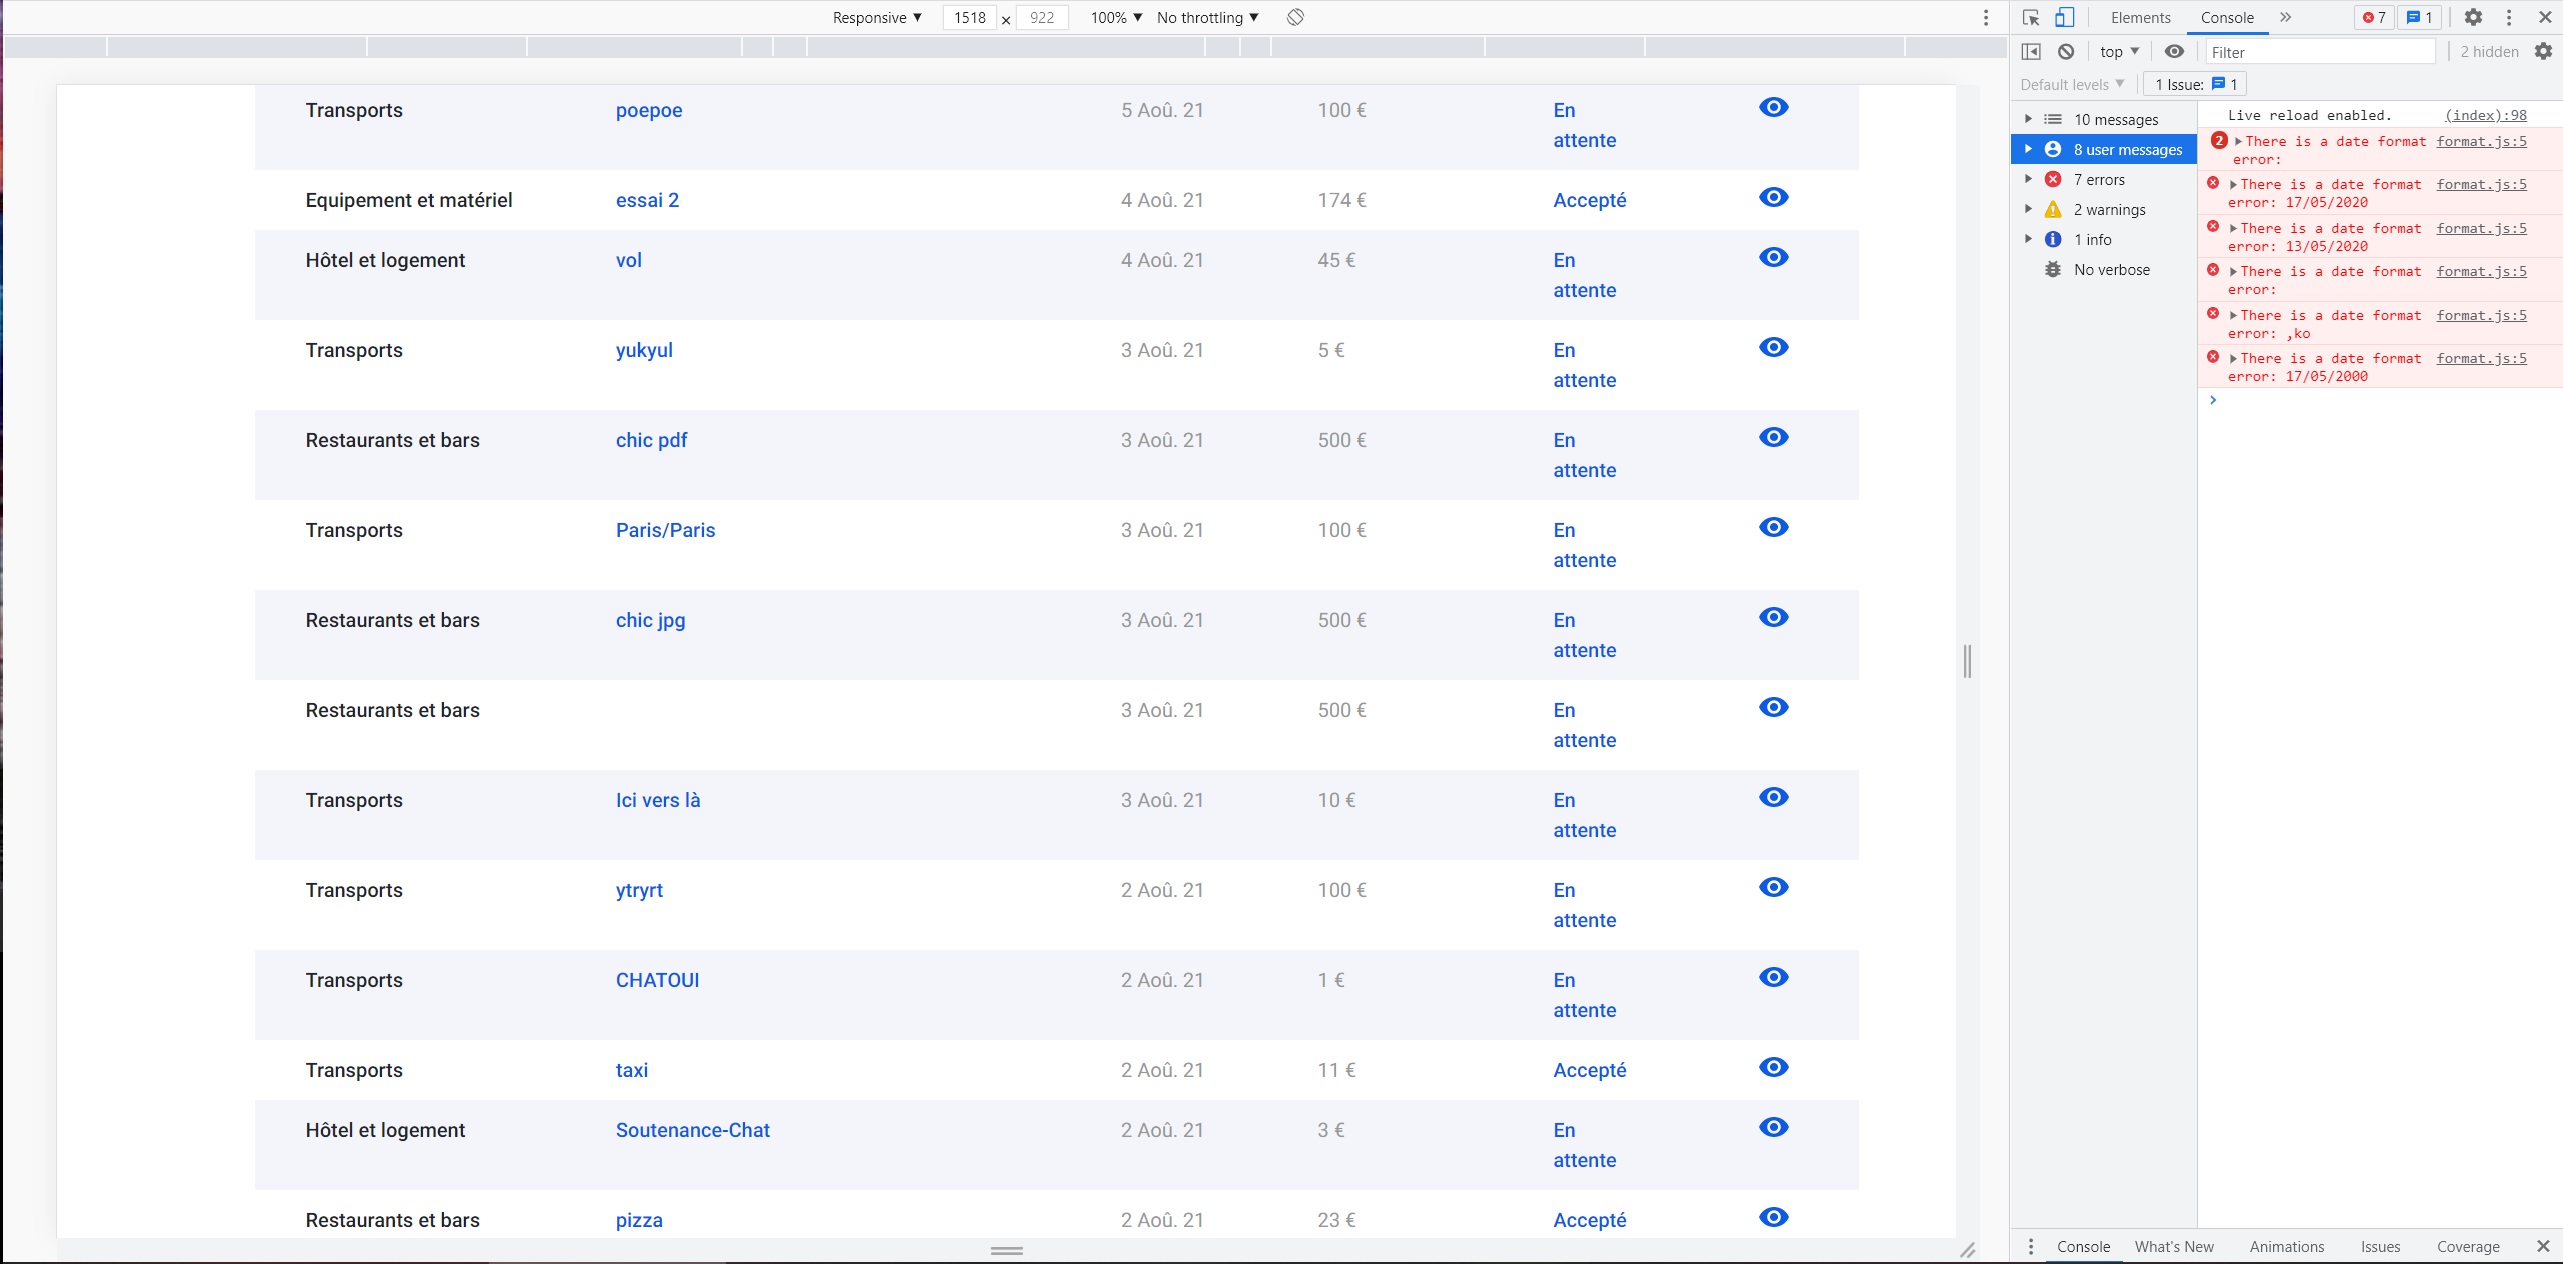 Responsive ▼ 1518 × 922 100% ▼ No throttling ▼
Elements Console » 7 1
top ▼ Filter 2 hidden
Default levels ▼ 1 Issue: 1
Transports poepoe 5 Aoû. 21 100 € En
attente
Equipement et matériel essai 2 4 Aoû. 21 174 € Accepté
Hôtel et logement vol 4 Aoû. 21 45 € En
attente
Transports yukyul 3 Aoû. 21 5 € En
attente
Restaurants et bars chic pdf 3 Aoû. 21 500 € En
attente
Transports Paris/Paris 3 Aoû. 21 100 € En
attente
Restaurants et bars chic jpg 3 Aoû. 21 500 € En
attente
Restaurants et bars 3 Aoû. 21 500 € En
attente
Transports Ici vers là 3 Aoû. 21 10 € En
attente
Transports ytryrt 2 Aoû. 21 100 € En
attente
Transports CHATOUI 2 Aoû. 21 1 € En
attente
Transports taxi 2 Aoû. 21 11 € Accepté
Hôtel et logement Soutenance-Chat 2 Aoû. 21 3 € En
attente
Restaurants et bars pizza 2 Aoû. 21 23 € Accepté
10 messages
8 user messages
7 errors
2 warnings
1 info
No verbose
Live reload enabled. (index):98
2 There is a date format format.js:5
error:
There is a date format format.js:5
error: 17/05/2020
There is a date format format.js:5
error: 13/05/2020
There is a date format format.js:5
error:
There is a date format format.js:5
error: ,ko
There is a date format format.js:5
error: 17/05/2000
Console What's New Animations Issues Coverage